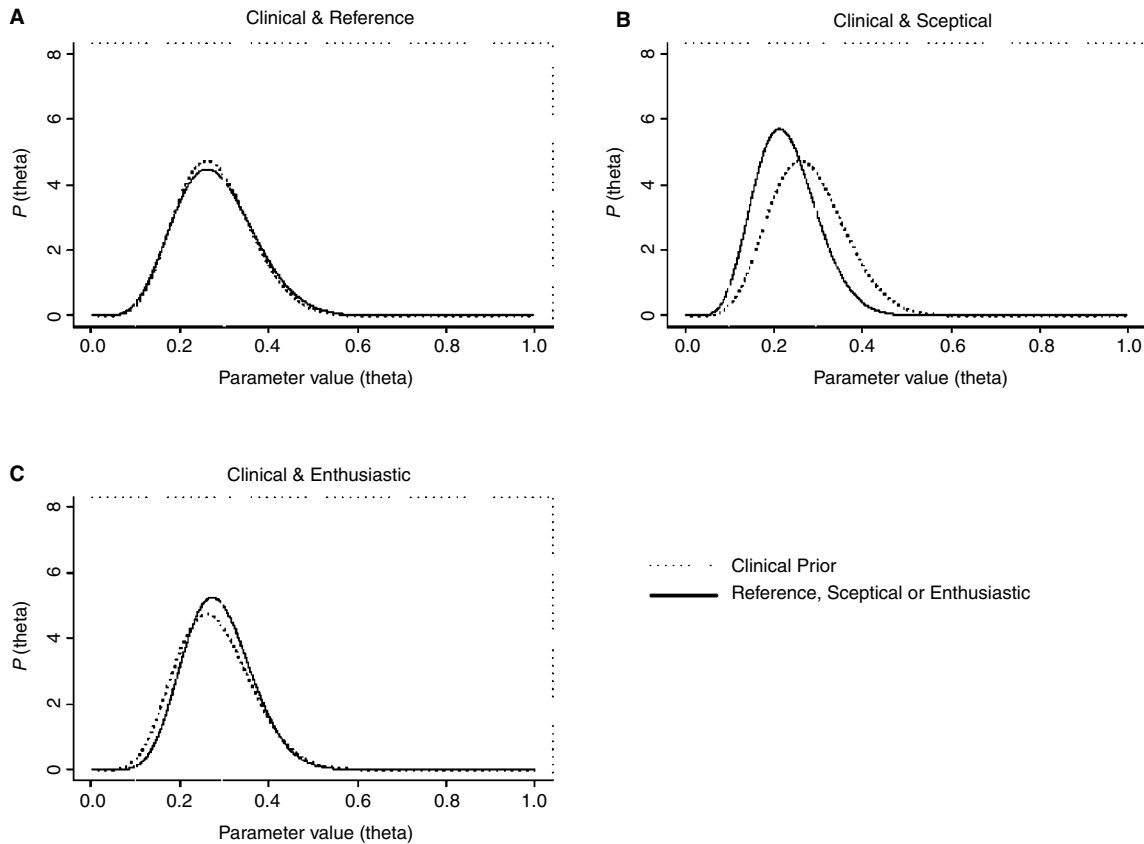 A
Clinical & Reference
8
6
4
2
0
P (theta)
0.0 0.2 0.4 0.6 0.8 1.0
Parameter value (theta)
B
Clinical & Sceptical
8
6
4
2
0
P (theta)
0.0 0.2 0.4 0.6 0.8 1.0
Parameter value (theta)
C
Clinical & Enthusiastic
8
6
4
2
0
P (theta)
0.0 0.2 0.4 0.6 0.8 1.0
Parameter value (theta)
Clinical Prior
Reference, Sceptical or Enthusiastic